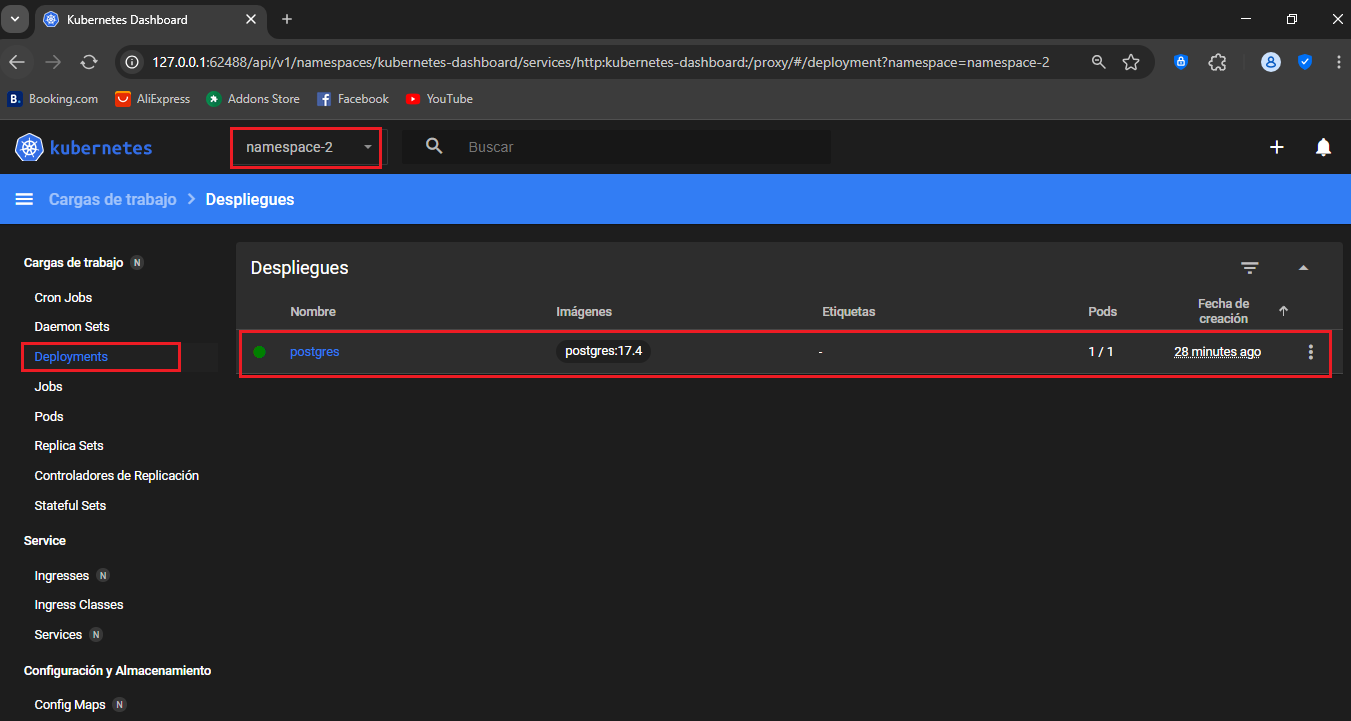 Kubernetes Dashboard
127.0.0.1:62488/api/v1/namespaces/kubernetes-dashboard/services/http:kubernetes-dashboard:/proxy/#/deployment?namespace=namespace-2
B. Booking.com AliExpress Addons Store Facebook YouTube
kubernetes namespace-2 Buscar
Cargas de trabajo > Despliegues
Cargas de trabajo N
Cron Jobs
Daemon Sets
Deployments
Jobs
Pods
Replica Sets
Controladores de Replicación
Stateful Sets
Service
Ingresses N
Ingress Classes
Services N
Configuración y Almacenamiento
Config Maps N
Despliegues
Nombre Imágenes Etiquetas Pods Fecha de creación
postgres postgres:17.4 - 1 / 1 28 minutes ago